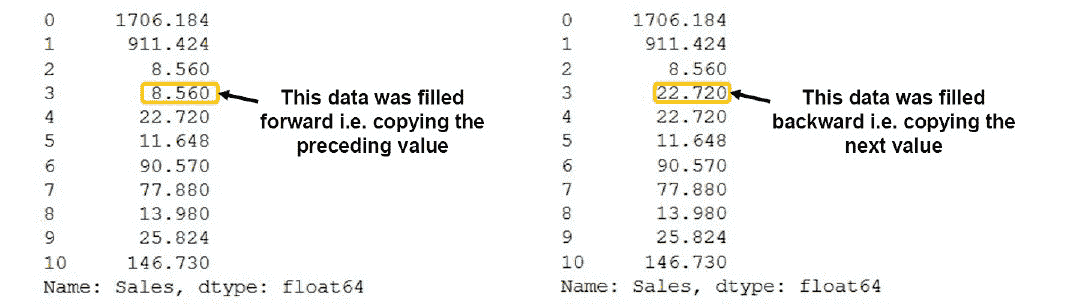 0 1706.184
1 911.424
2 8.560
3 8.560
4 22.720
5 11.648
6 90.570
7 77.880
8 13.980
9 25.824
10 146.730
Name: Sales, dtype: float64
This data was filled
forward i.e. copying the
preceding value
0 1706.184
1 911.424
2 8.560
3 22.720
4 22.720
5 11.648
6 90.570
7 77.880
8 13.980
9 25.824
10 146.730
Name: Sales, dtype: float64
This data was filled
backward i.e. copying the
next value